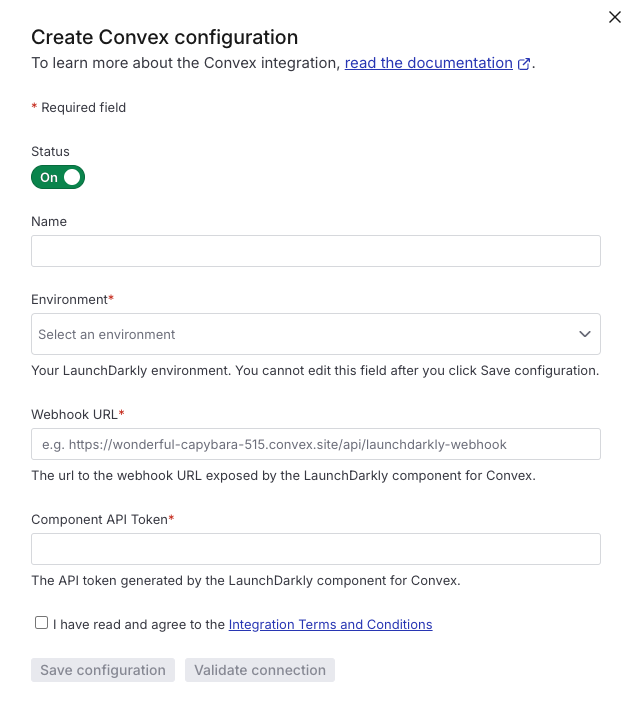 Create Convex configuration
To learn more about the Convex integration, read the documentation.
* Required field
Status
On
Name
Environment*
Select an environment
Your LaunchDarkly environment. You cannot edit this field after you click Save configuration.
Webhook URL*
e.g. https://wonderful-capybara-515.convex.site/api/launchdarkly-webhook
The url to the webhook URL exposed by the LaunchDarkly component for Convex.
Component API Token*
The API token generated by the LaunchDarkly component for Convex.
I have read and agree to the Integration Terms and Conditions
Save configuration Validate connection